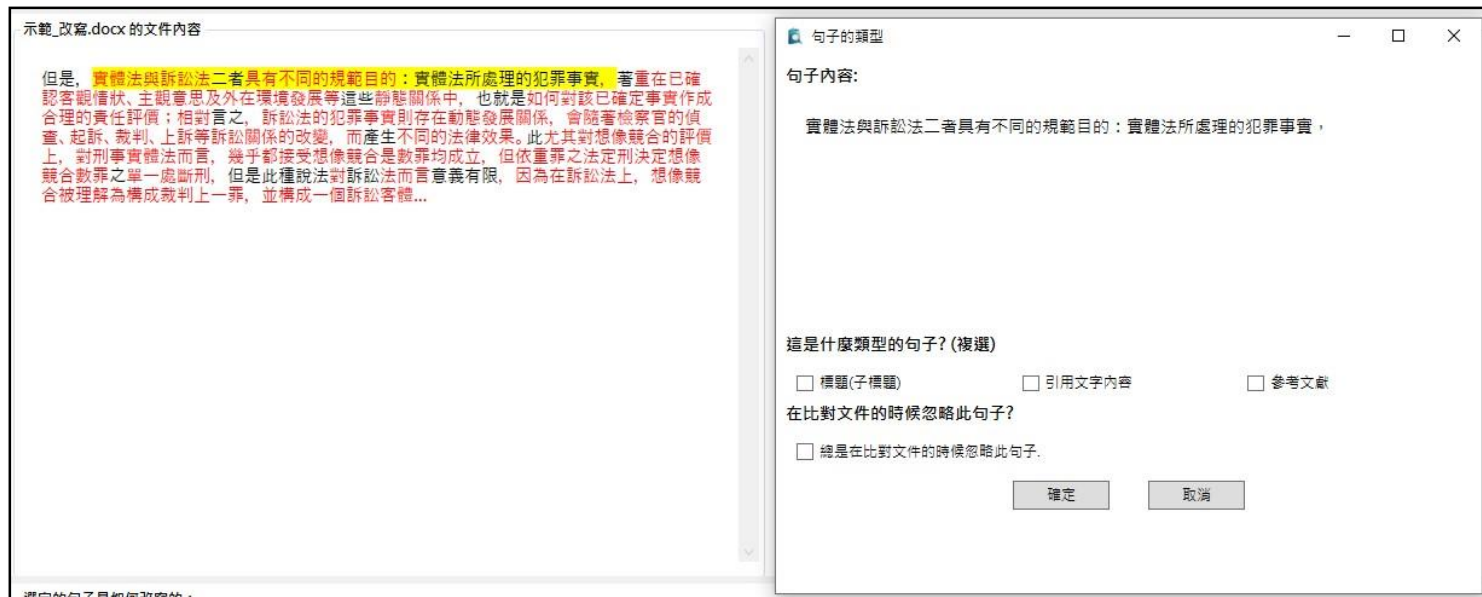 示範_改寫.docx 的文件內容
但是，實體法與訴訟法二者具有不同的規範目的：實體法所處理的犯罪事實，著重在已確
認客觀情狀、主觀意思及外在環境發展等這些靜態關係中，也就是如何對該已確定事實作成
合理的責任評價；相對言之，訴訟法的犯罪事實則存在動態發展關係，會隨著檢察官的偵
查、起訴、裁判、上訴等訴訟關係的改變，而產生不同的法律效果。此尤其對想像競合的評價
上，對刑事實體法而言，幾乎都接受想像競合是數罪均成立，但依重罪之法定刑決定想像
競合數罪之單一處斷刑，但是此種說法對訴訟法而言意義有限，因為在訴訟法上，想像競
合被理解為構成裁判上一罪，並構成一個訴訟客體...
選定的句子是如何改寫的：
句子的類型
句子內容:
實體法與訴訟法二者具有不同的規範目的：實體法所處理的犯罪事實，
這是什麼類型的句子? (複選)
標題(子標題) 引用文字內容 參考文獻
在比對文件的時候忽略此句子?
總是在比對文件的時候忽略此句子.
確定 取消